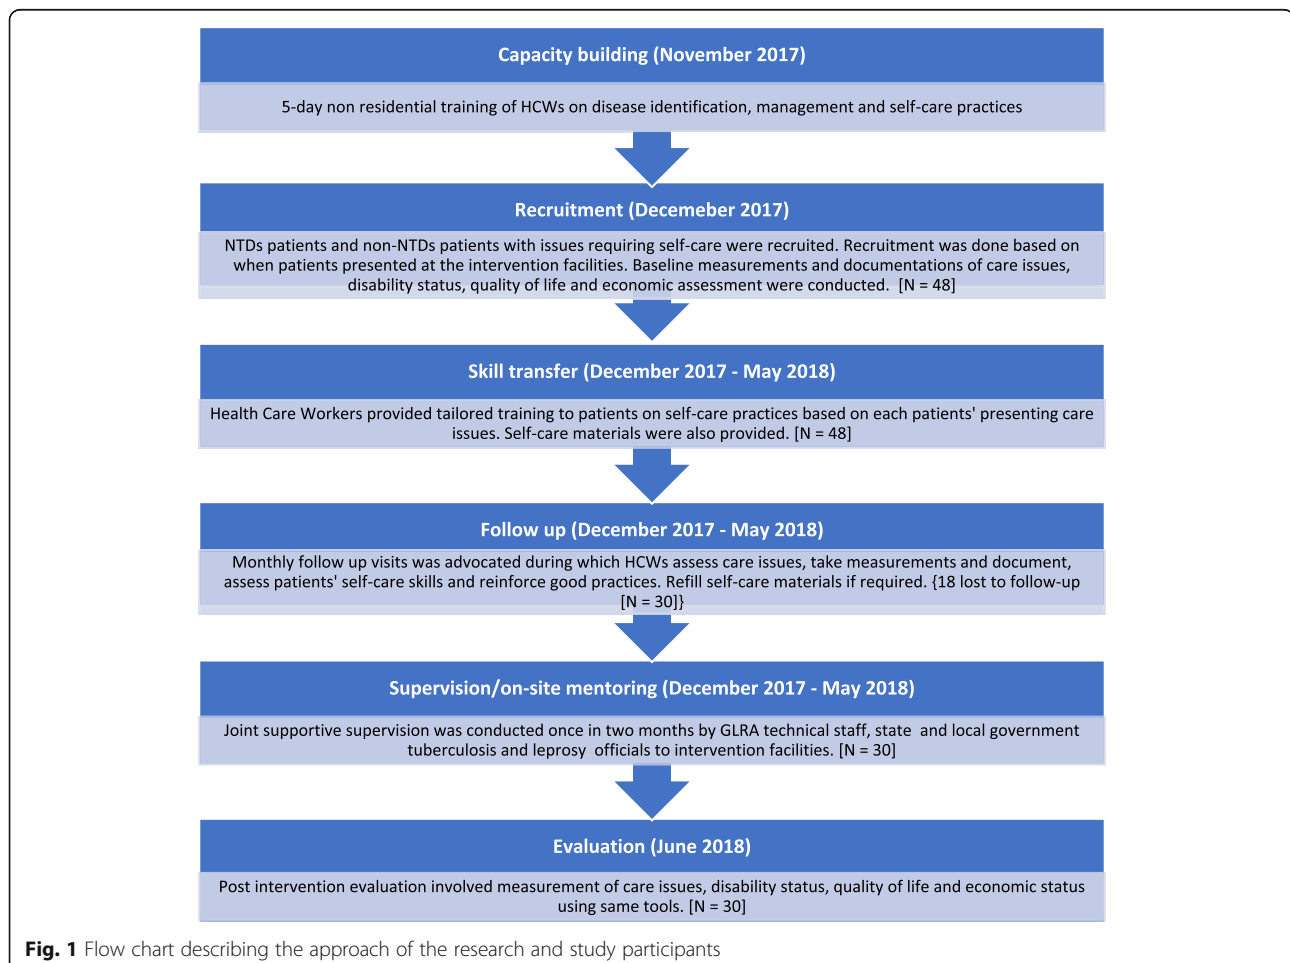 Capacity building (November 2017)
5-day non residential training of HCWs on disease identification, management and self-care practices
Recruitment (Decemeber 2017)
NTDs patients and non-NTDs patients with issues requiring self-care were recruited. Recruitment was done based on
when patients presented at the intervention facilities. Baseline measurements and documentations of care issues,
disability status, quality of life and economic assessment were conducted.  [N = 48]
Skill transfer (December 2017 - May 2018)
Health Care Workers provided tailored training to patients on self-care practices based on each patients' presenting care
issues. Self-care materials were also provided. [N = 48]
Follow up (December 2017 - May 2018)
Monthly follow up visits was advocated during which HCWs assess care issues, take measurements and document,
assess patients' self-care skills and reinforce good practices. Refill self-care materials if required. {18 lost to follow-up
[N = 30]}
Supervision/on-site mentoring (December 2017 - May 2018)
Joint supportive supervision was conducted once in two months by GLRA technical staff, state  and local government
tuberculosis and leprosy  officials to intervention facilities. [N = 30]
Evaluation (June 2018)
Post intervention evaluation involved measurement of care issues, disability status, quality of life and economic status
using same tools. [N = 30]
Fig. 1 Flow chart describing the approach of the research and study participants